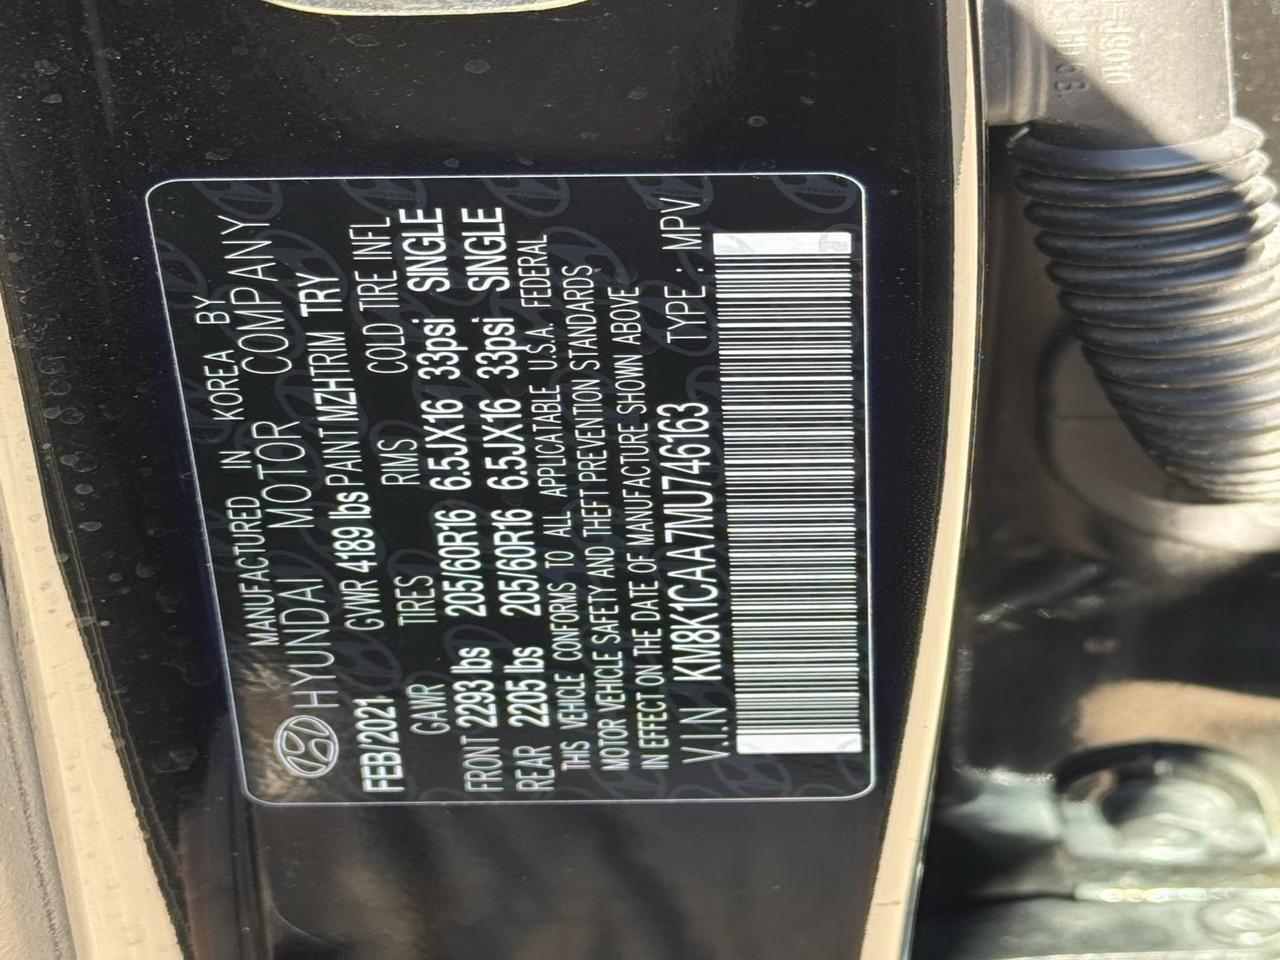 MANUFACTURED IN KOREA BY
HYUNDAI MOTOR COMPANY
FEB/2021 GVWR 4189 lbs PAINT MZH TRIM TRY
GAWR TIRES RIMS COLD TIRE INFL
FRONT 2293 lbs 205/60R16 6.5JX16 33psi SINGLE
REAR 2205 lbs 205/60R16 6.5JX16 33psi SINGLE
THIS VEHICLE CONFORMS TO ALL APPLICATABLE U.S.A. FEDERAL
MOTOR VEHICLE SAFETY AND THEFT PREVENTION STANDARDS
IN EFFECT ON THE DATE OF MANUFACTURE SHOWN ABOVE
V.I.N KM8K1CAA7MU746163 TYPE : MPV